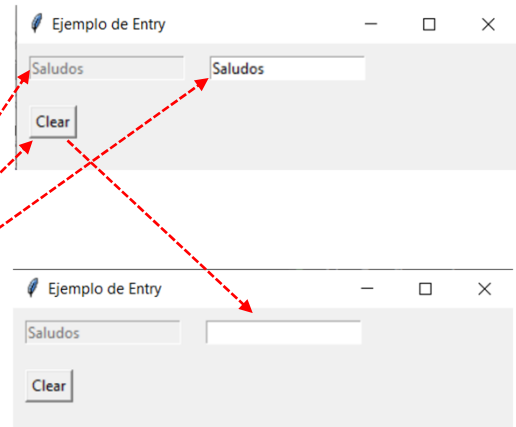 Ejemplo de Entry
Saludos Saludos
Clear
Ejemplo de Entry
Saludos
Clear